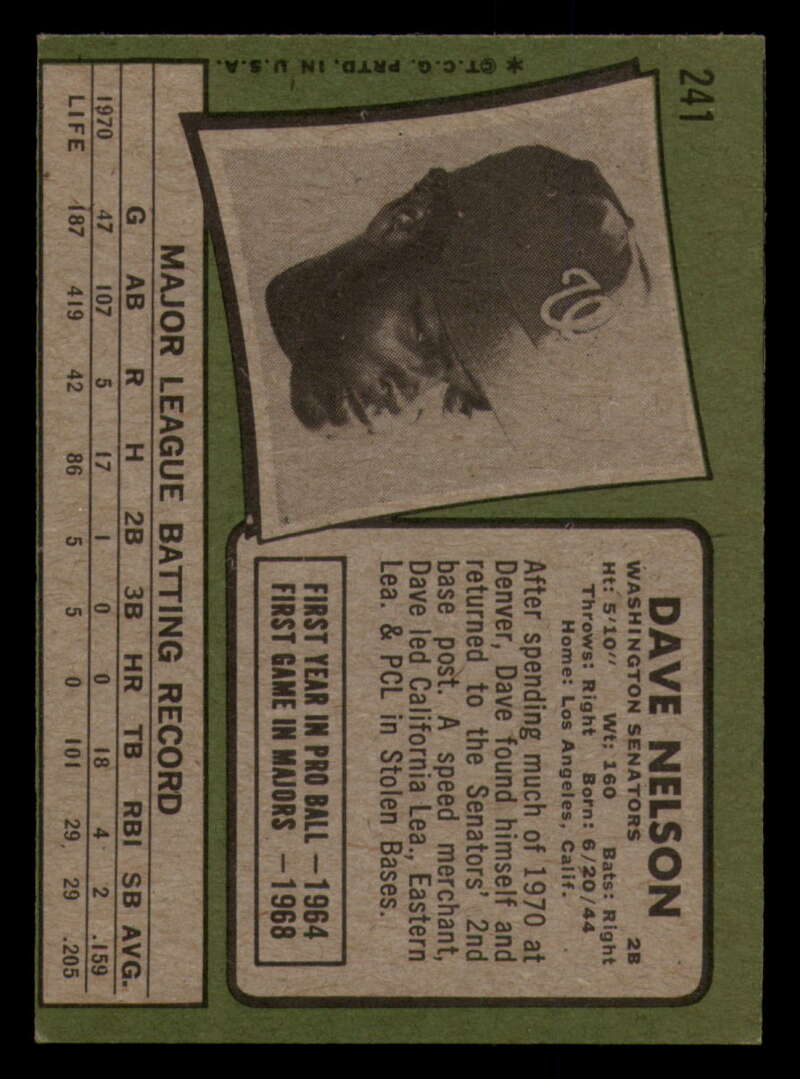 241
DAVE NELSON
WASHINGTON SENATORS 2B
Ht: 5'10" Wt: 160 Bats: Right
Throws: Right Born: 6/20/44
Home: Los Angeles, Calif.
After spending much of 1970 at
Denver, Dave found himself and
returned to the Senators' 2nd
base post. A speed merchant,
Dave led California Lea., Eastern
Lea. & PCL in Stolen Bases.
FIRST YEAR IN PRO BALL —1964
FIRST GAME IN MAJORS —1968
W
* © T.C.G. PRTD. IN U.S.A.
MAJOR LEAGUE BATTING RECORD
G AB R H 2B 3B HR TB RBI SB AVG.
1970 47 107 5 17 1 0 0 18 4 2 .159
LIFE 187 419 42 86 5 5 0 101 29 29 .205